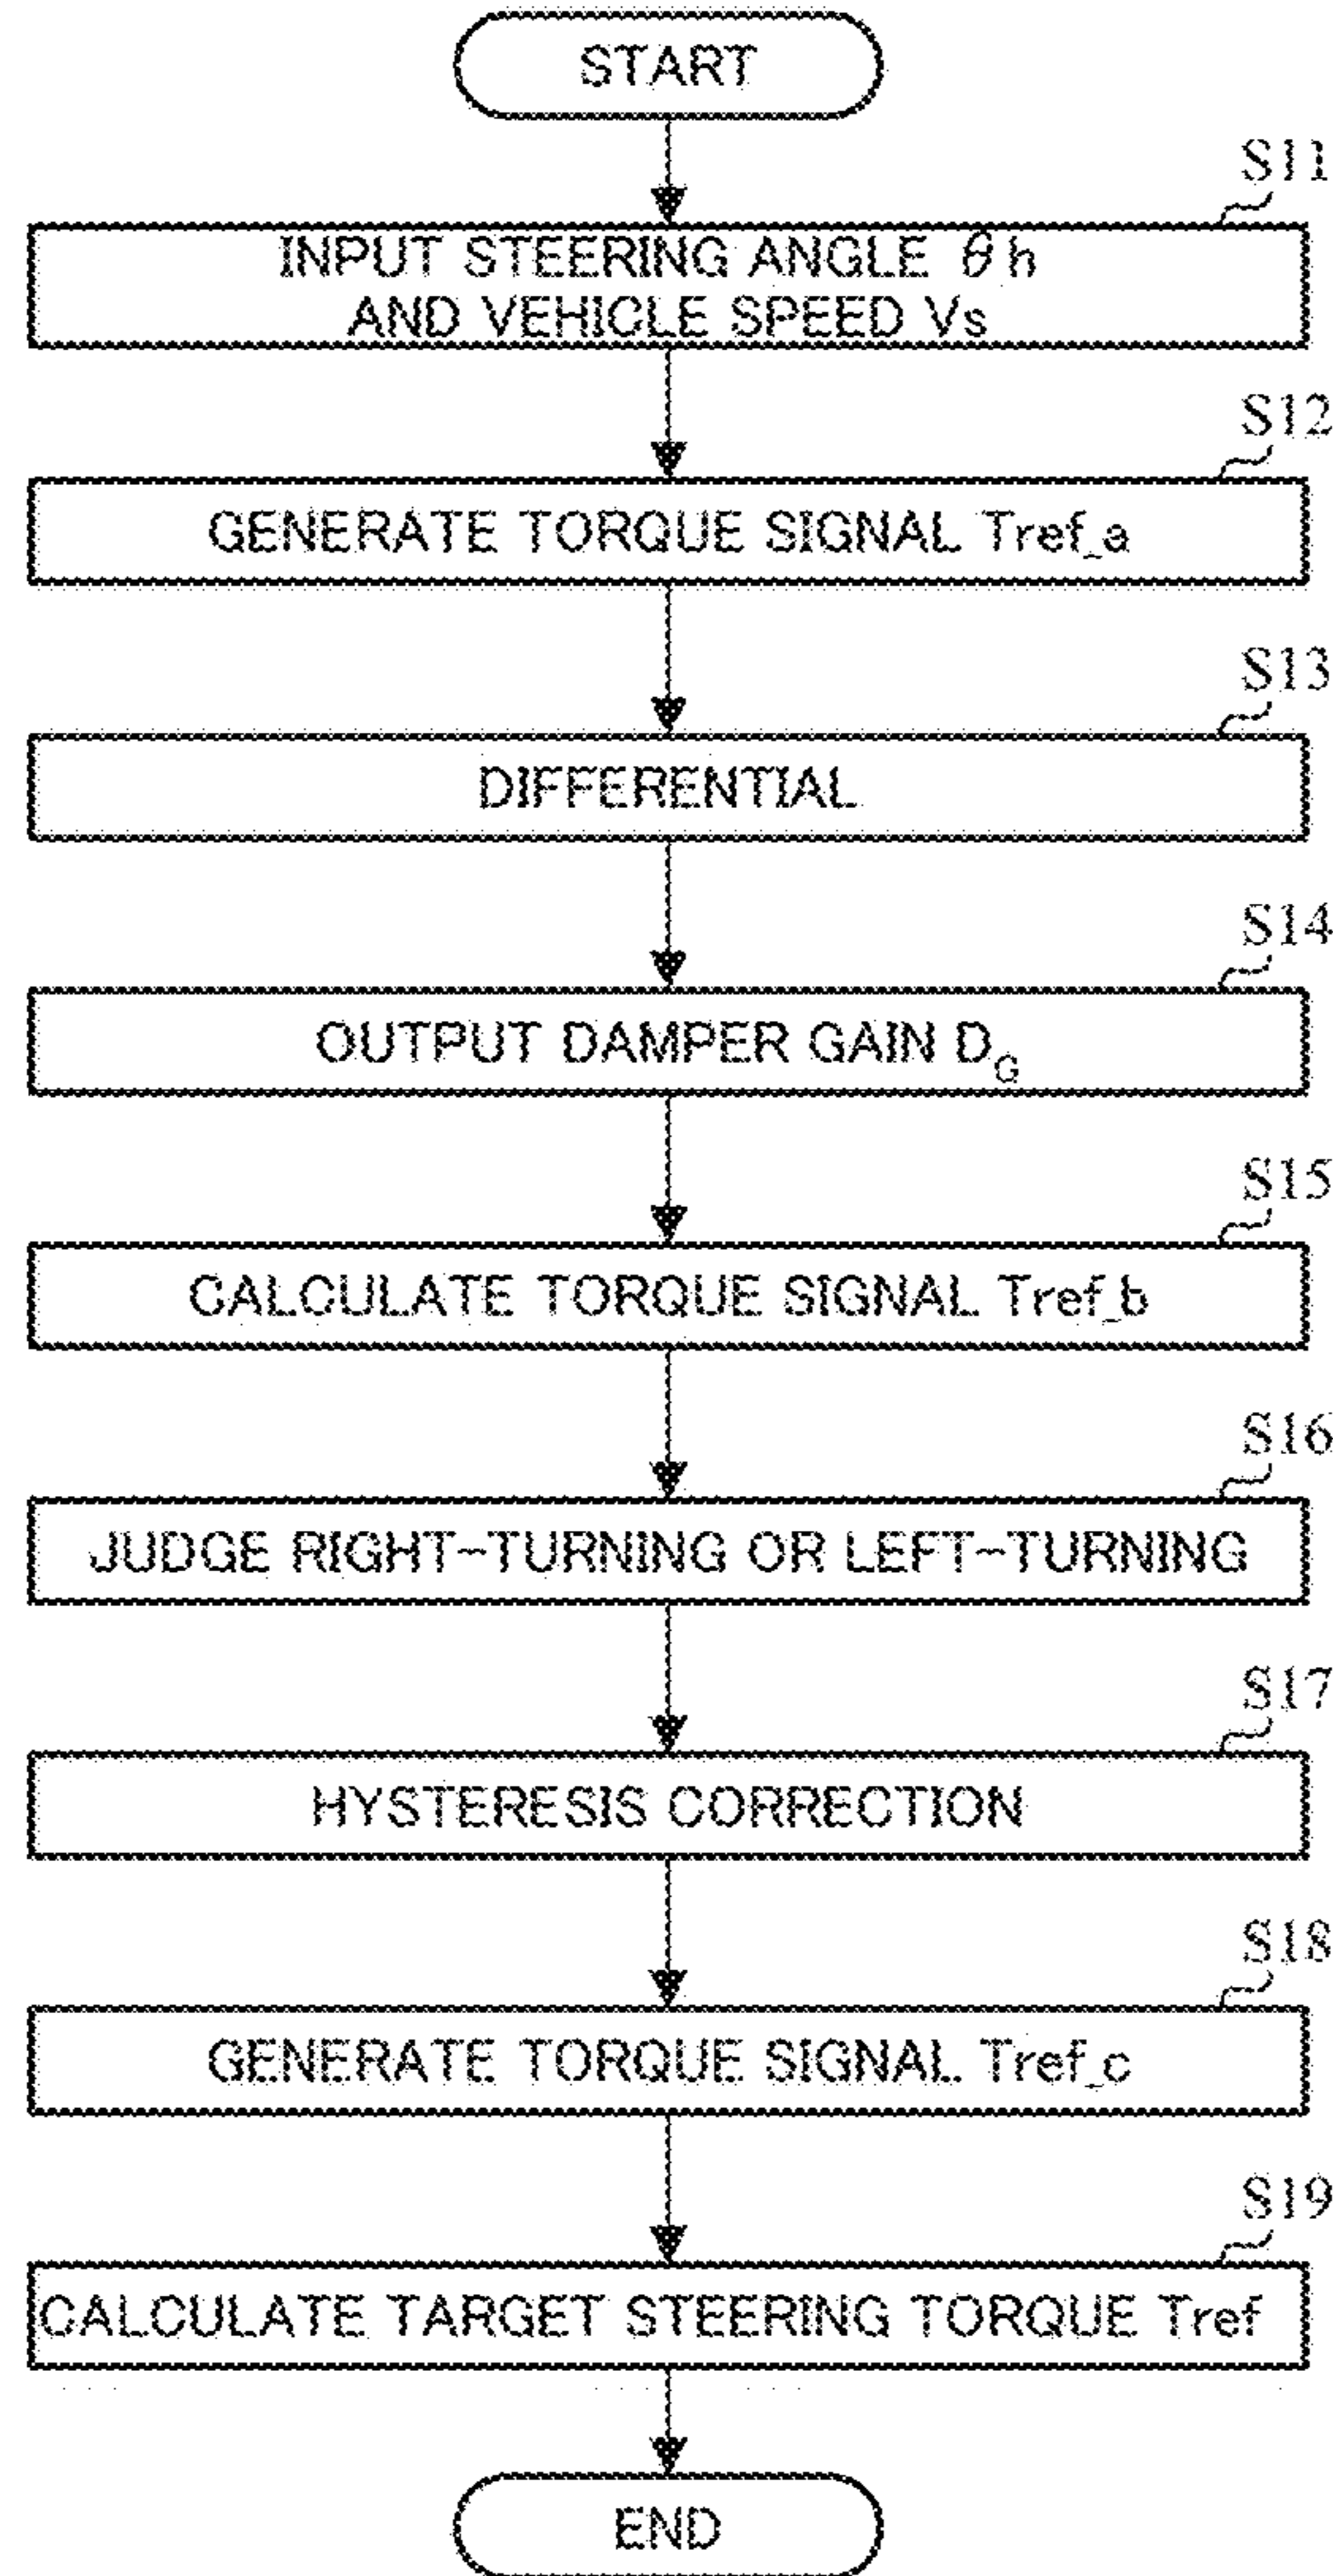 START
S11
INPUT STEERING ANGLE θh
AND VEHICLE SPEED Vs
S12
GENERATE TORQUE SIGNAL Tref_a
S13
DIFFERENTIAL
S14
OUTPUT DAMPER GAIN D_G
S15
CALCULATE TORQUE SIGNAL Tref_b
S16
JUDGE RIGHT-TURNING OR LEFT-TURNING
S17
HYSTERESIS CORRECTION
S18
GENERATE TORQUE SIGNAL Tref_c
S19
CALCULATE TARGET STEERING TORQUE Tref
END